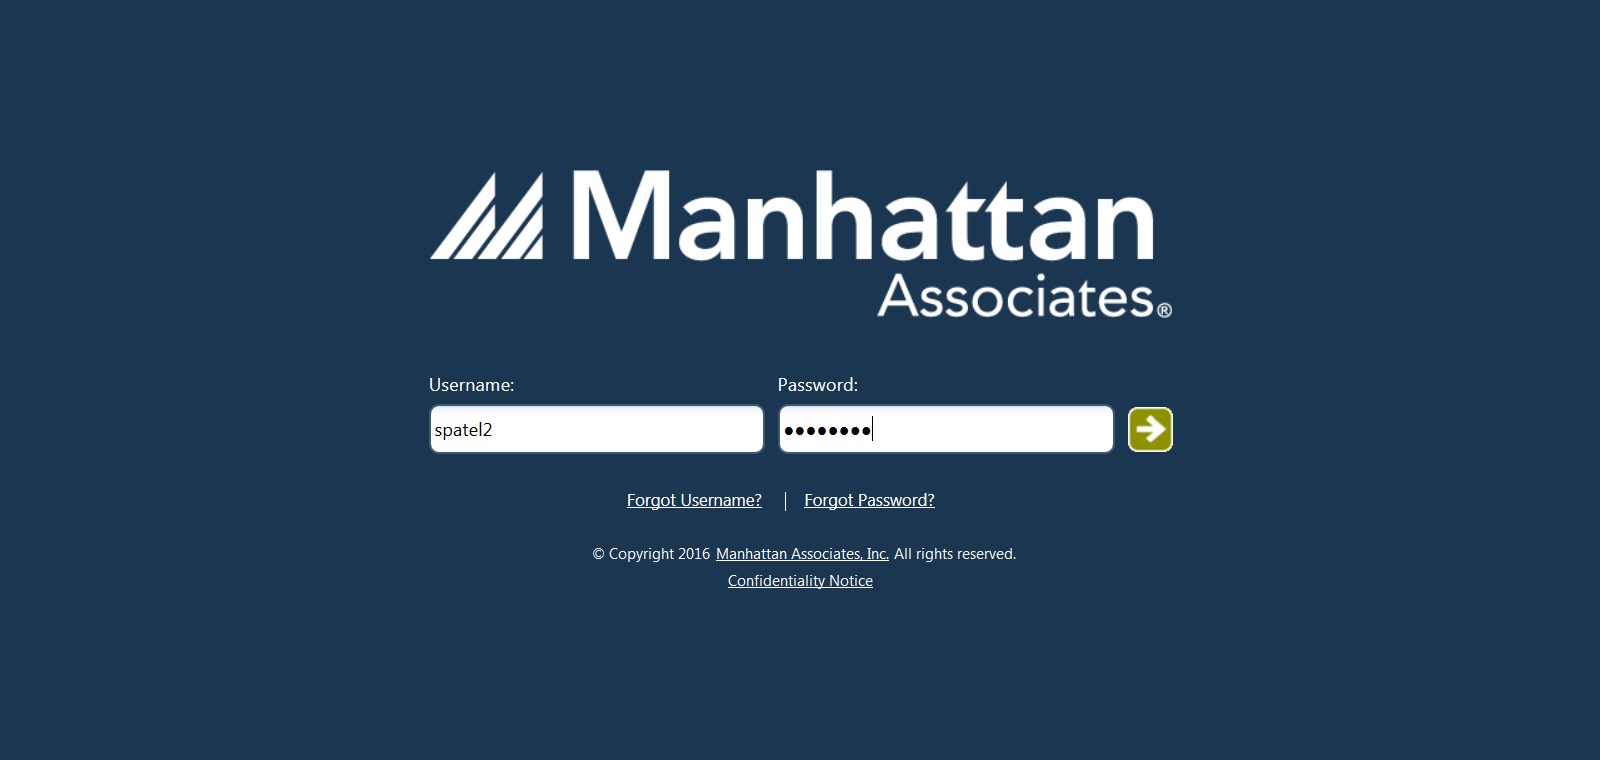 Manhattan
Associates®
Username: Password:
spatel2 ••••••••
Forgot Username? | Forgot Password?
© Copyright 2016 Manhattan Associates, Inc. All rights reserved.
Confidentiality Notice